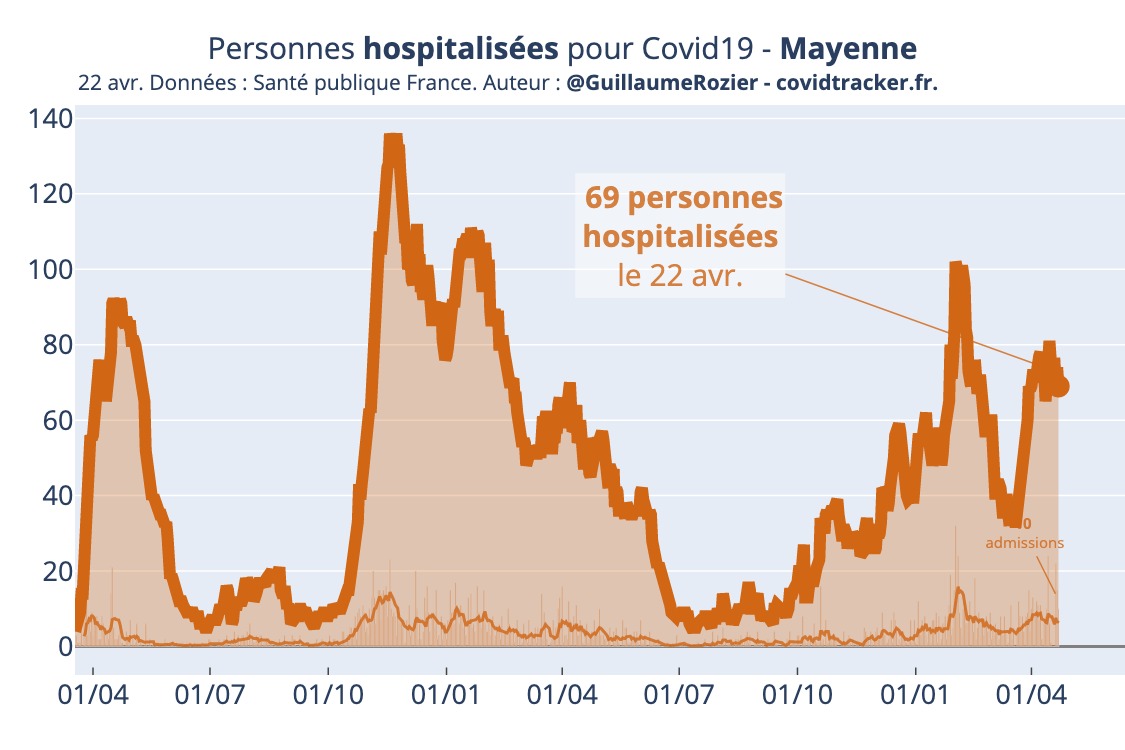 Personnes hospitalisées pour Covid19 - Mayenne
22 avr. Données : Santé publique France. Auteur : @GuillaumeRozier - covidtracker.fr.
140
120
100
80
60
40
20
0
69 personnes
hospitalisées
le 22 avr.
0
admissions
01/04 01/07 01/10 01/01 01/04 01/07 01/10 01/01 01/04